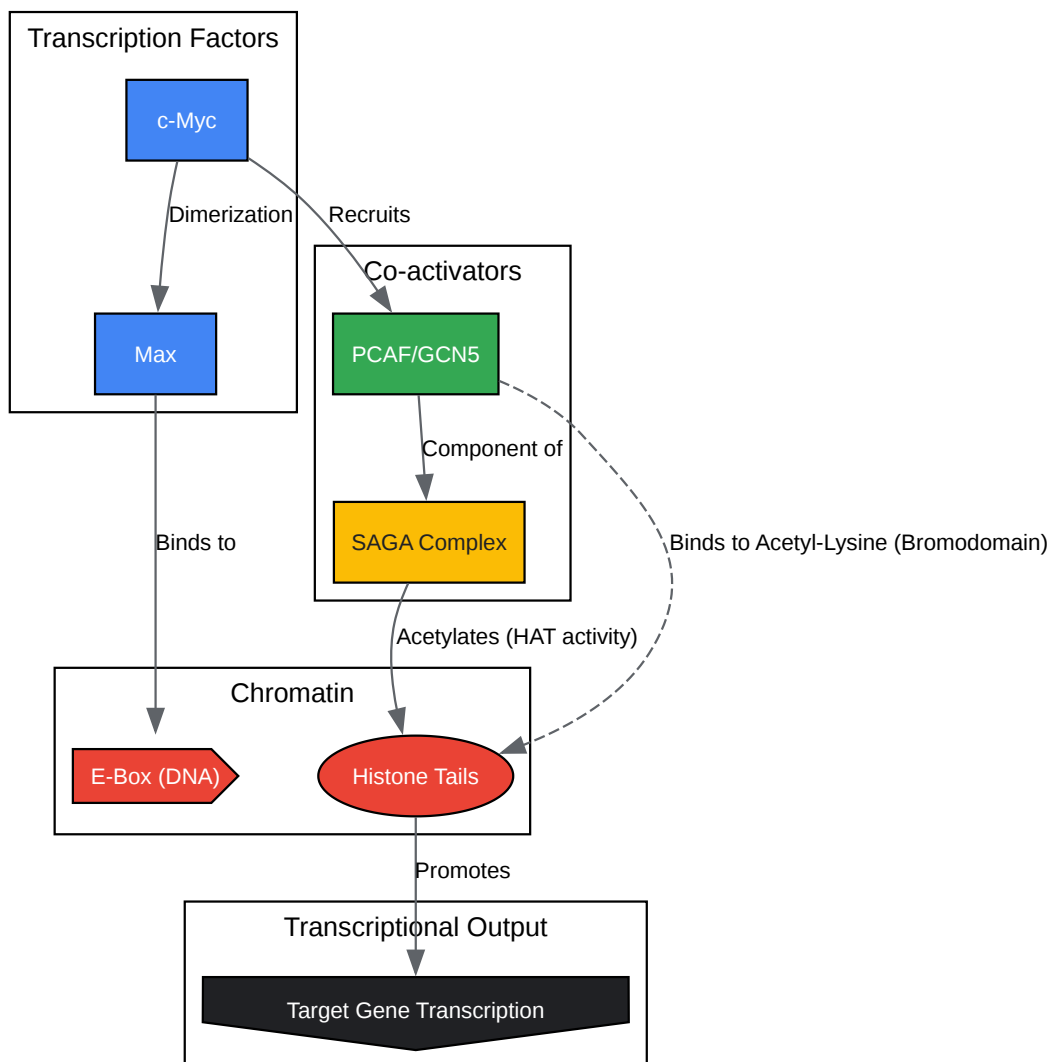 Transcription Factors
c-Myc
Dimerization
Recruits
Co-activators
Max
PCAF/GCN5
Component of
Binds to
SAGA Complex
Binds to Acetyl-Lysine (Bromodomain)
Acetylates (HAT activity)
Chromatin
E-Box (DNA)
Histone Tails
Promotes
Transcriptional Output
Target Gene Transcription